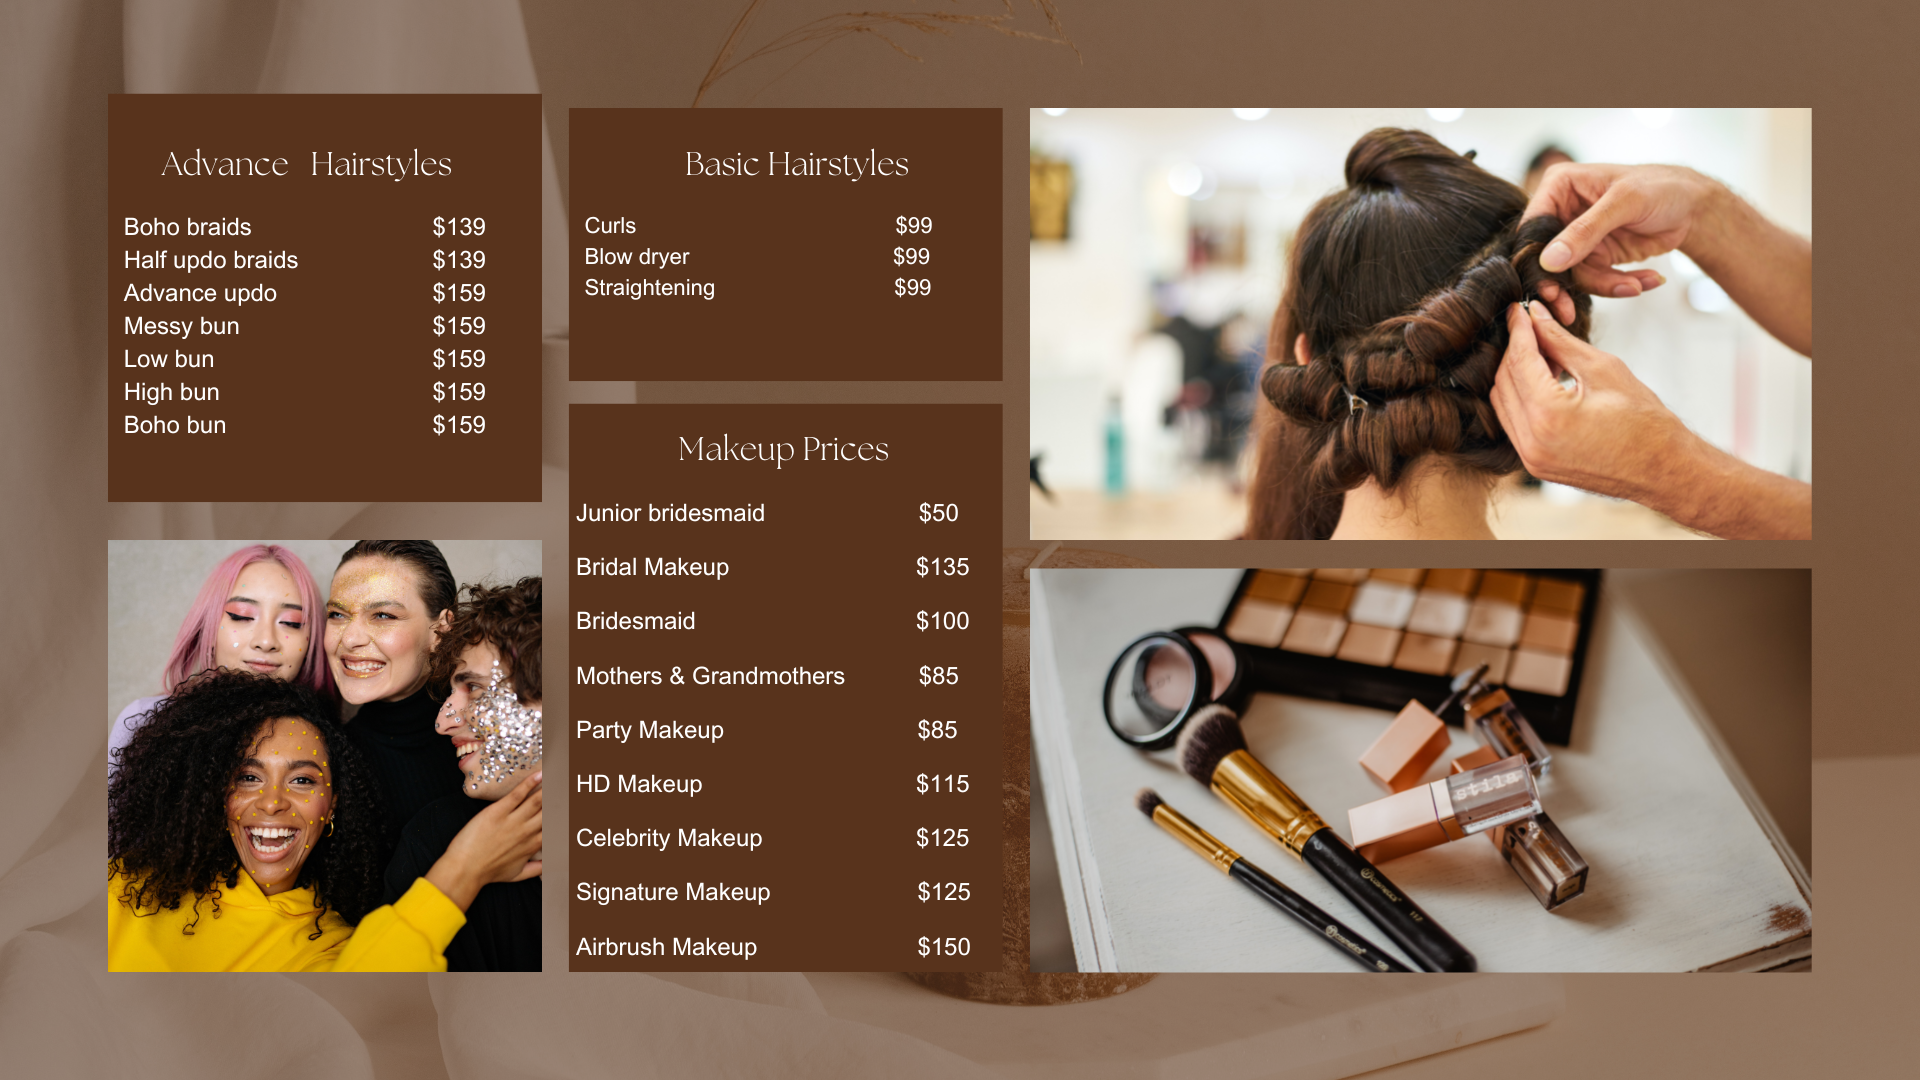 Advance Hairstyles
Boho braids $139
Half updo braids $139
Advance updo $159
Messy bun $159
Low bun $159
High bun $159
Boho bun $159
Basic Hairstyles
Curls $99
Blow dryer $99
Straightening $99
Makeup Prices
Junior bridesmaid $50
Bridal Makeup $135
Bridesmaid $100
Mothers & Grandmothers $85
Party Makeup $85
HD Makeup $115
Celebrity Makeup $125
Signature Makeup $125
Airbrush Makeup $150
stila